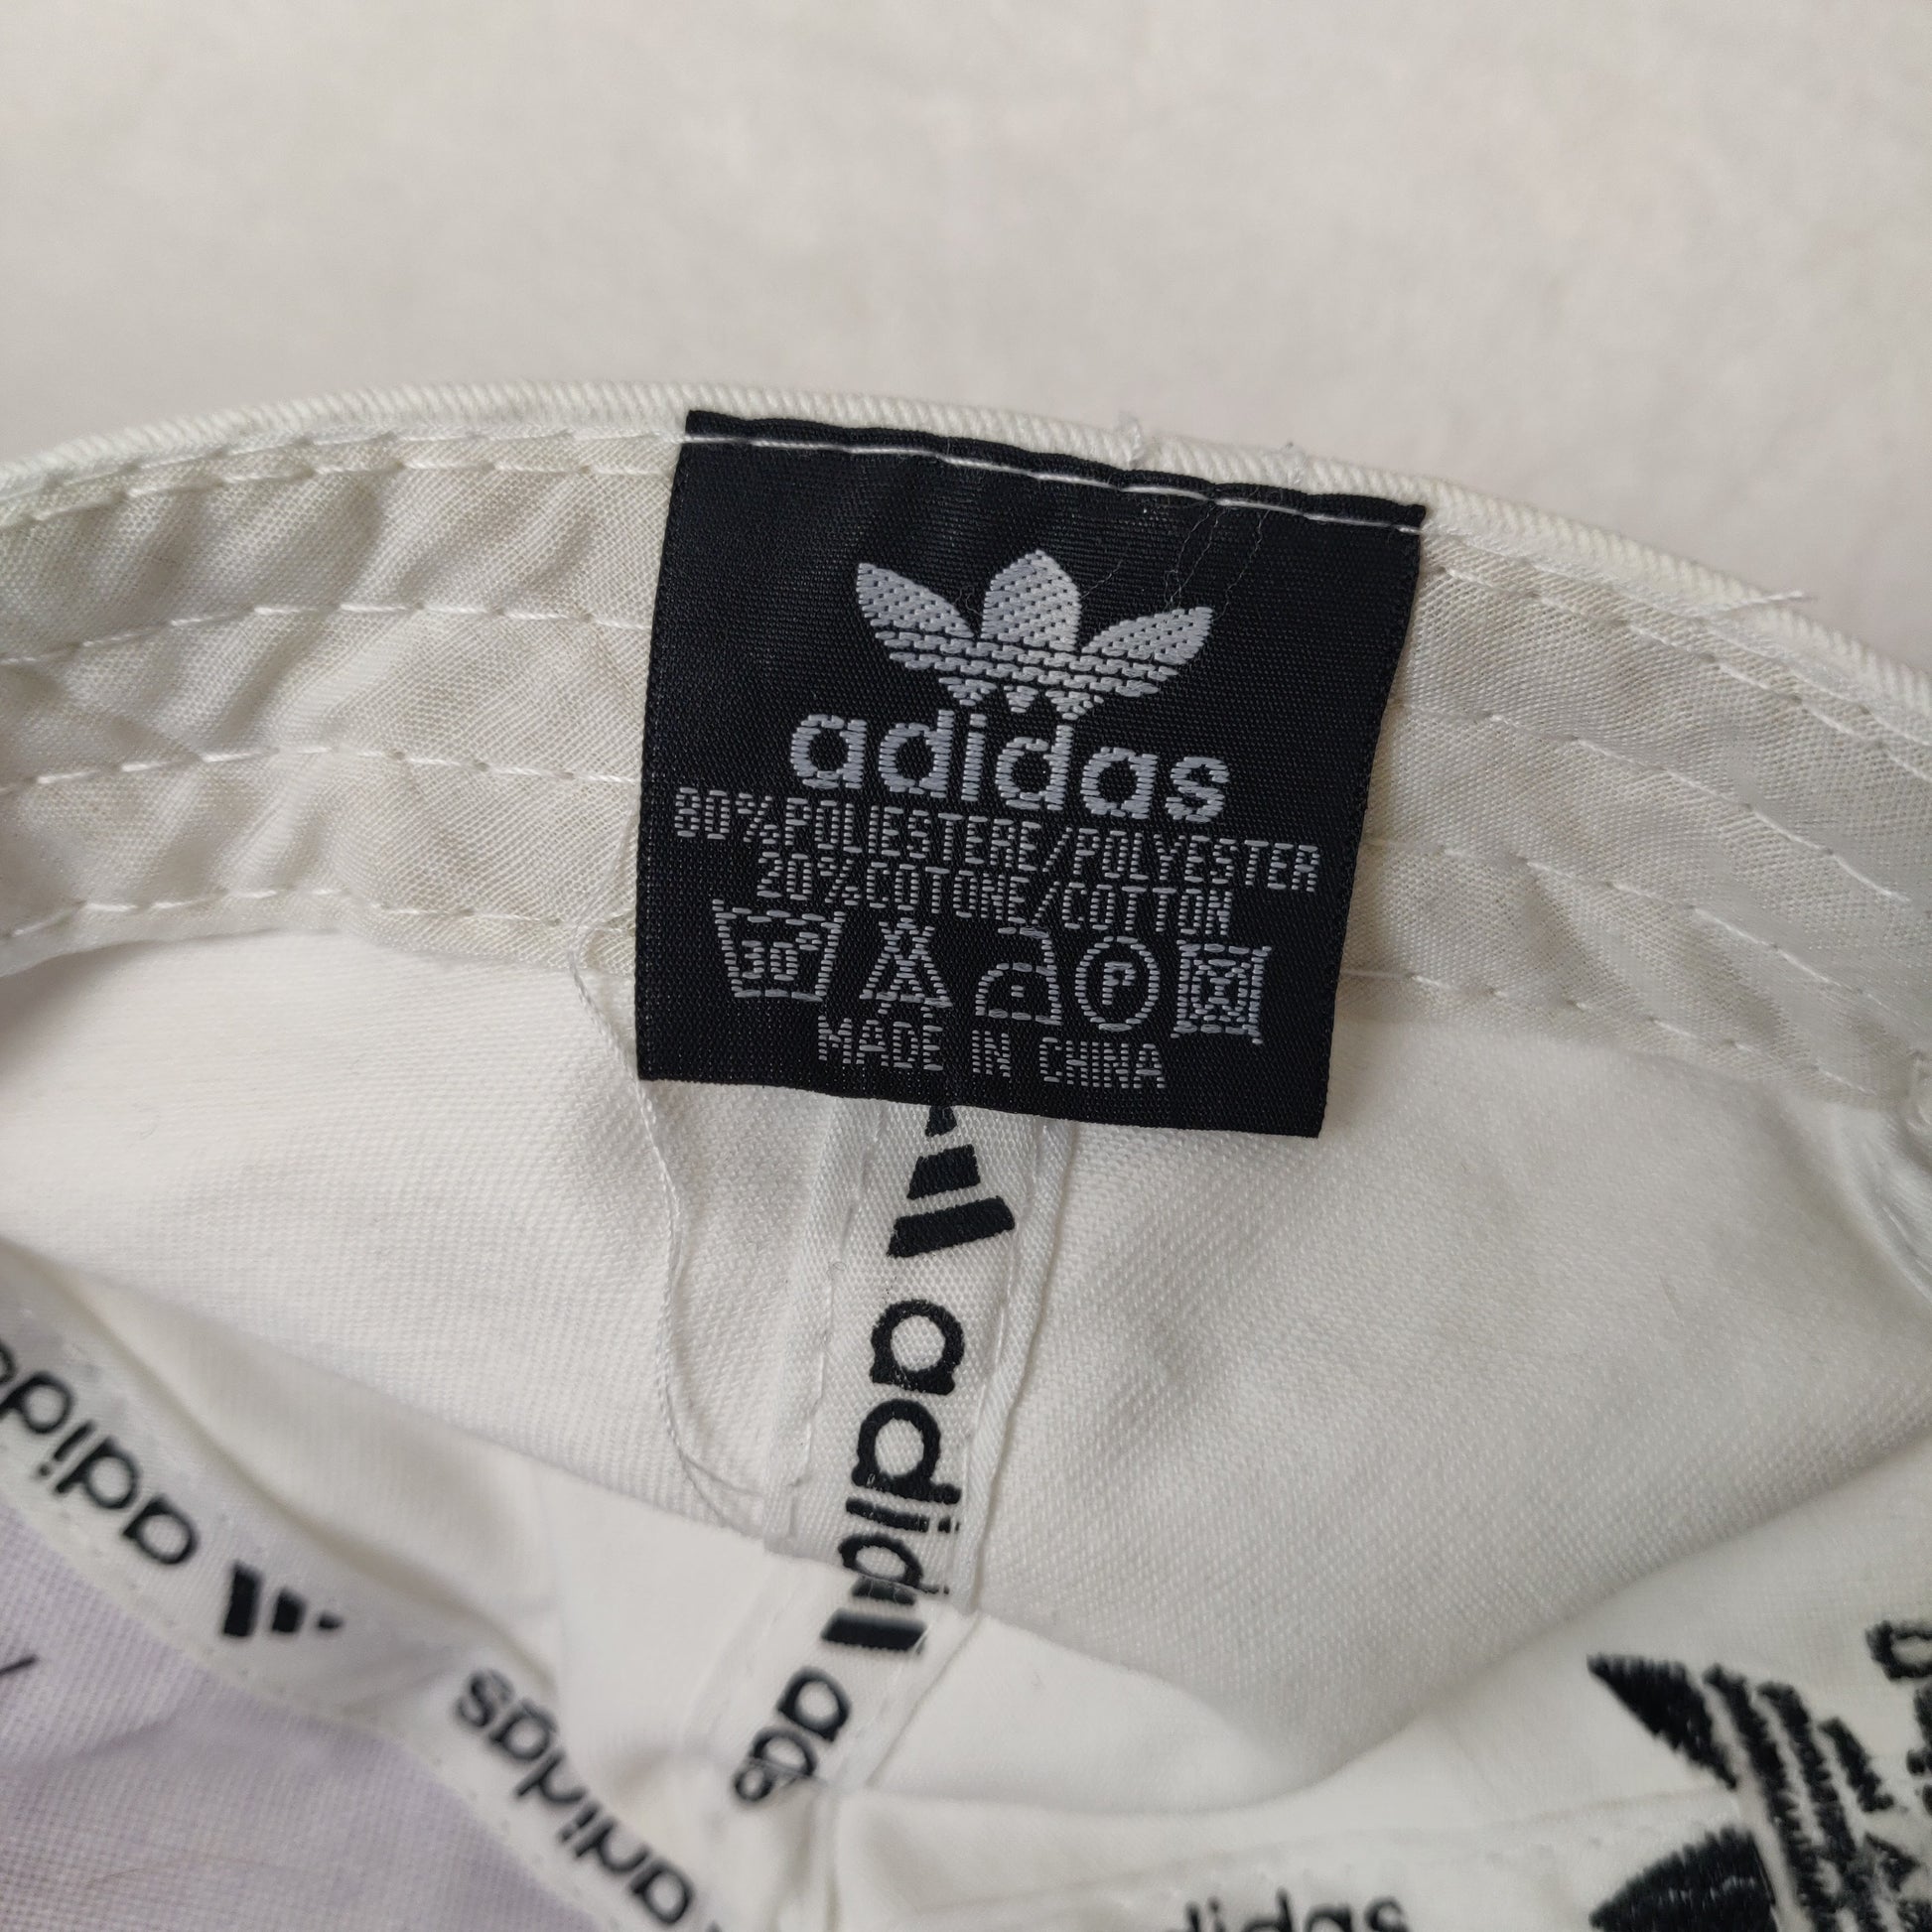 adidas
80%POLIESTERE/POLYESTER
20%COTONE/COTTON
30° P
MADE IN CHINA
adidas
adidas
adidas
adidas